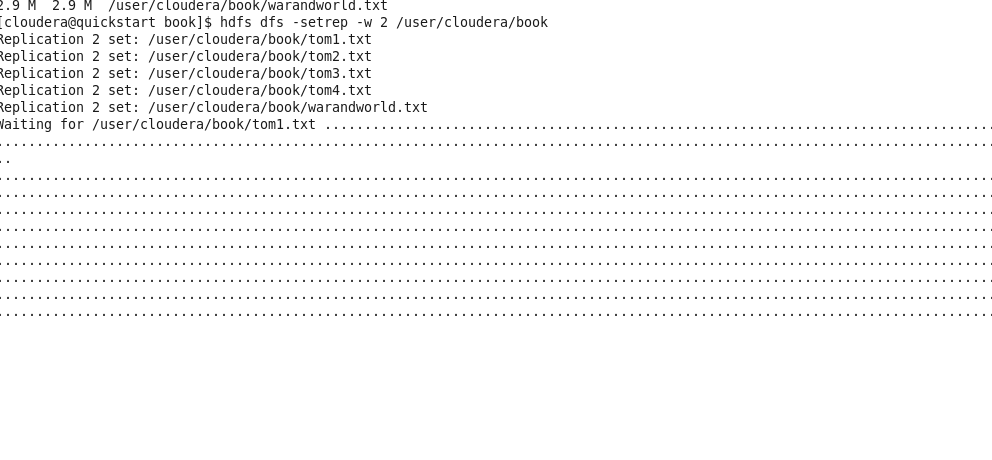 2.9 M  2.9 M  /user/cloudera/book/warandworld.txt
[cloudera@quickstart book]$ hdfs dfs -setrep -w 2 /user/cloudera/book
Replication 2 set: /user/cloudera/book/tom1.txt
Replication 2 set: /user/cloudera/book/tom2.txt
Replication 2 set: /user/cloudera/book/tom3.txt
Replication 2 set: /user/cloudera/book/tom4.txt
Replication 2 set: /user/cloudera/book/warandworld.txt
Waiting for /user/cloudera/book/tom1.txt ...................................................................................
............................................................................................................................
..
............................................................................................................................
............................................................................................................................
............................................................................................................................
............................................................................................................................
............................................................................................................................
............................................................................................................................
............................................................................................................................
............................................................................................................................
............................................................................................................................